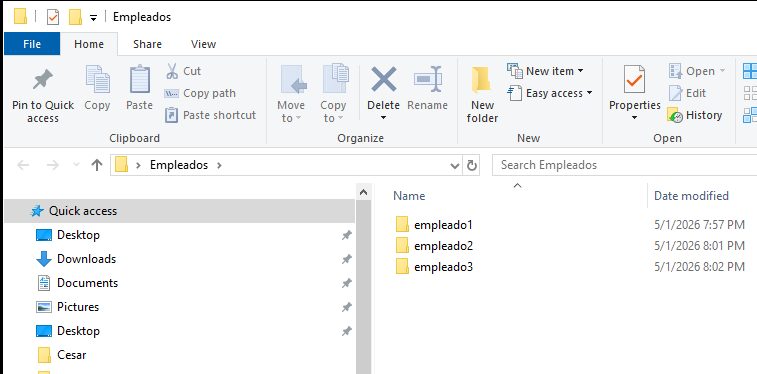 Empleados
File Home Share View
Pin to Quick access
Copy
Paste
Cut
Copy path
Paste shortcut
Clipboard
Move to
Copy to
Delete
Rename
Organize
New folder
New item
Easy access
New
Properties
Open
Edit
History
Open
Empleados
Search Empleados
Quick access
Desktop
Downloads
Documents
Pictures
Desktop
Cesar
Name Date modified
empleado1 5/1/2026 7:57 PM
empleado2 5/1/2026 8:01 PM
empleado3 5/1/2026 8:02 PM